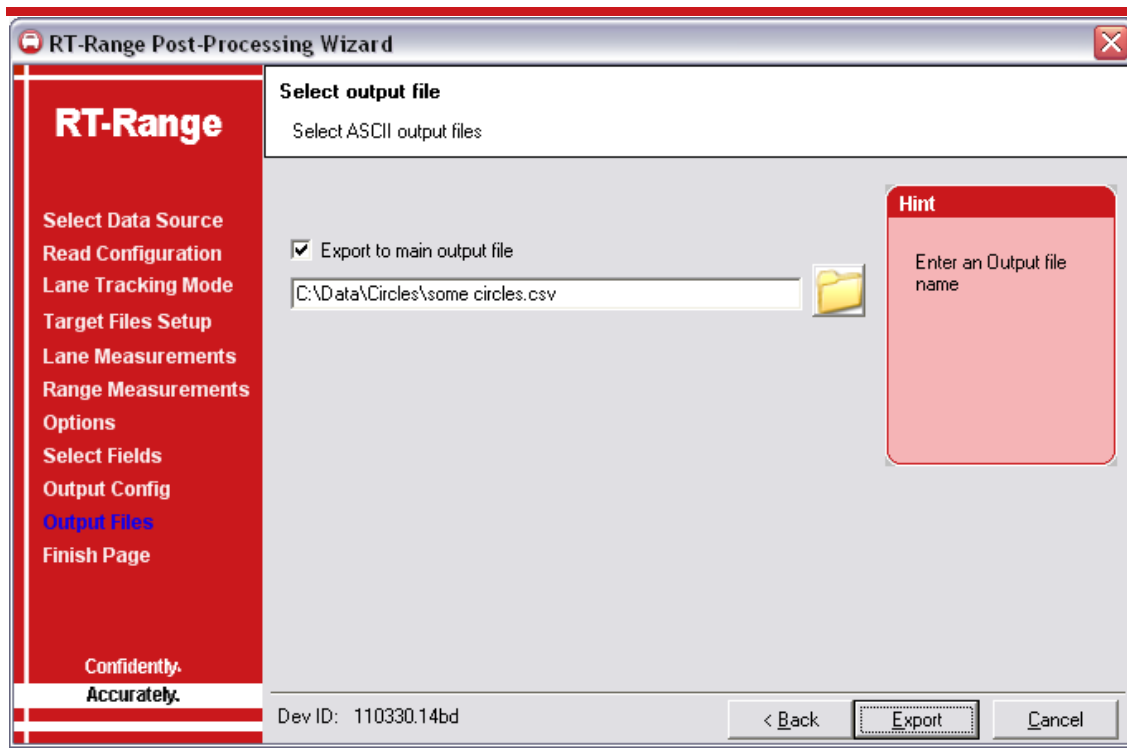 RT-Range Post-Processing Wizard
RT-Range
Select Data Source
Read Configuration
Lane Tracking Mode
Target Files Setup
Lane Measurements
Range Measurements
Options
Select Fields
Output Config
Output Files
Finish Page
Confidently.
Accurately.
Select output file
Select ASCII output files
Export to main output file
C:\Data\Circles\some circles.csv
Hint
Enter an Output file
name
Dev ID: 110330.14bd
< Back
Export
Cancel